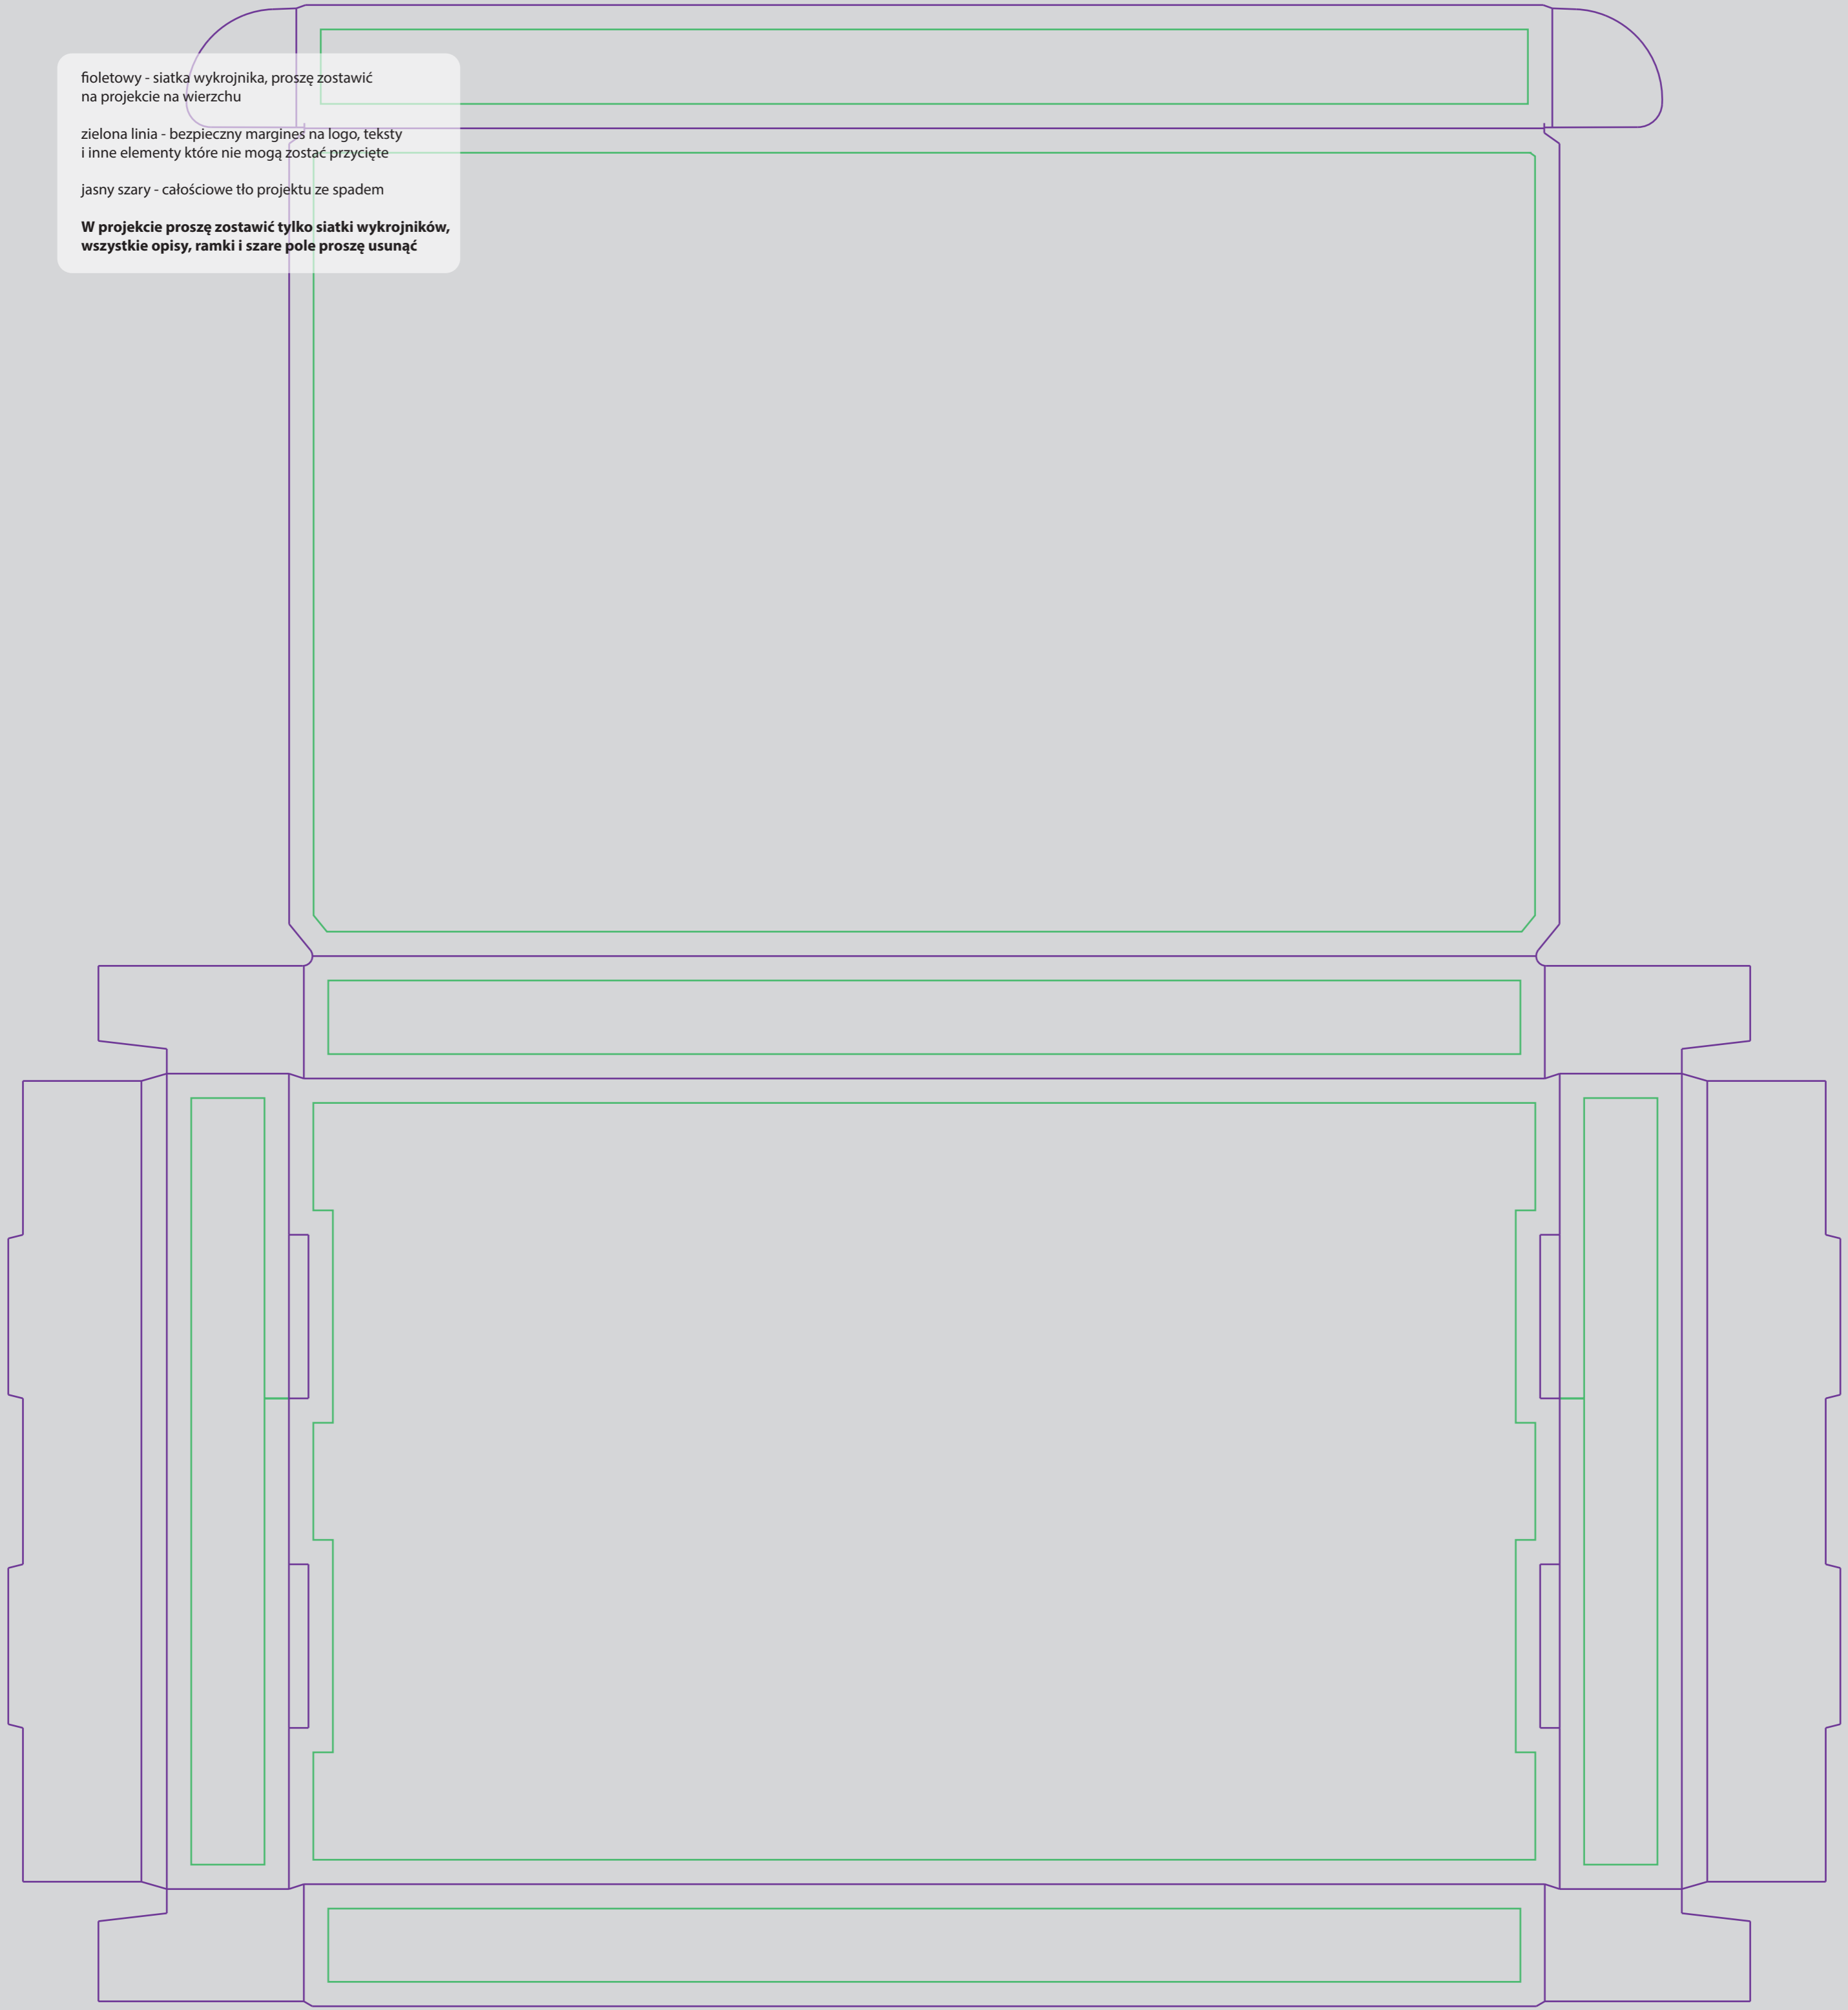 fioletowy - siatka wykrojnika, proszę zostawić
na projekcie na wierzchu
zielona linia - bezpieczny margines na logo, teksty
i inne elementy które nie mogą zostać przycięte
jasny szary - całościowe tło projektu ze spadem
W projekcie proszę zostawić tylko siatki wykrojników,
wszystkie opisy, ramki i szare pole proszę usunąć